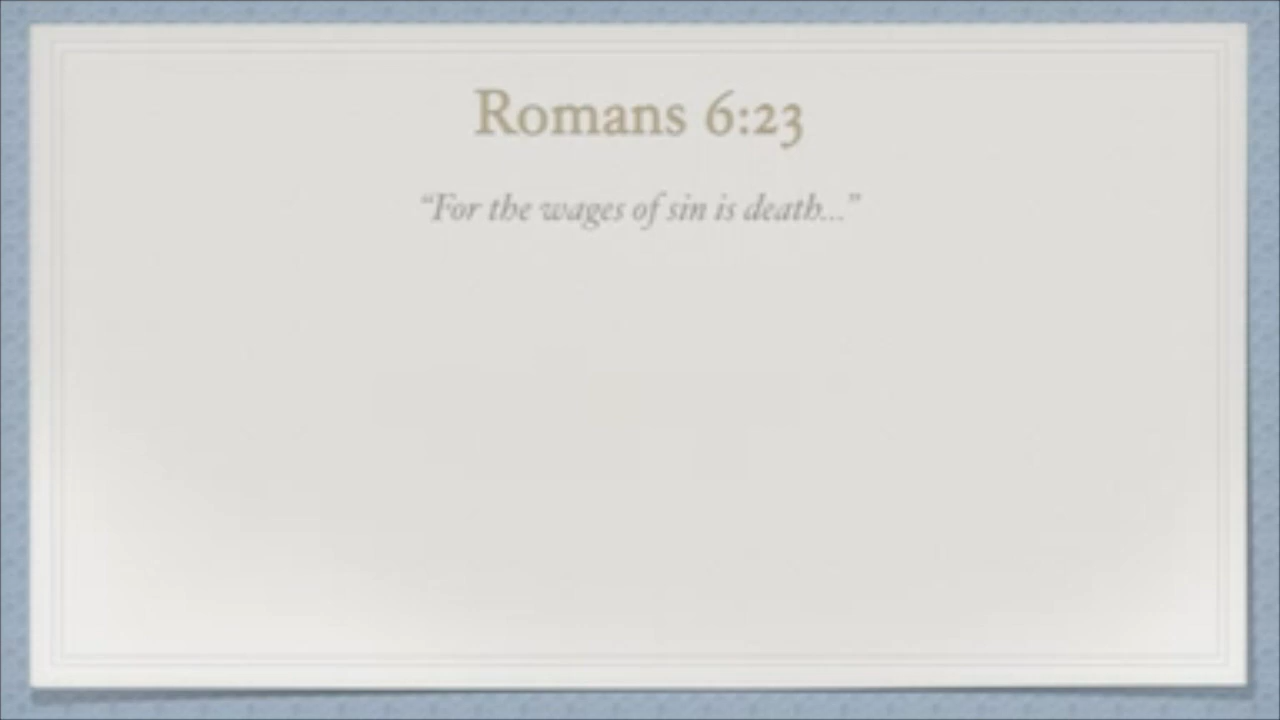 Romans 6:23
“For the wages of sin is death...”